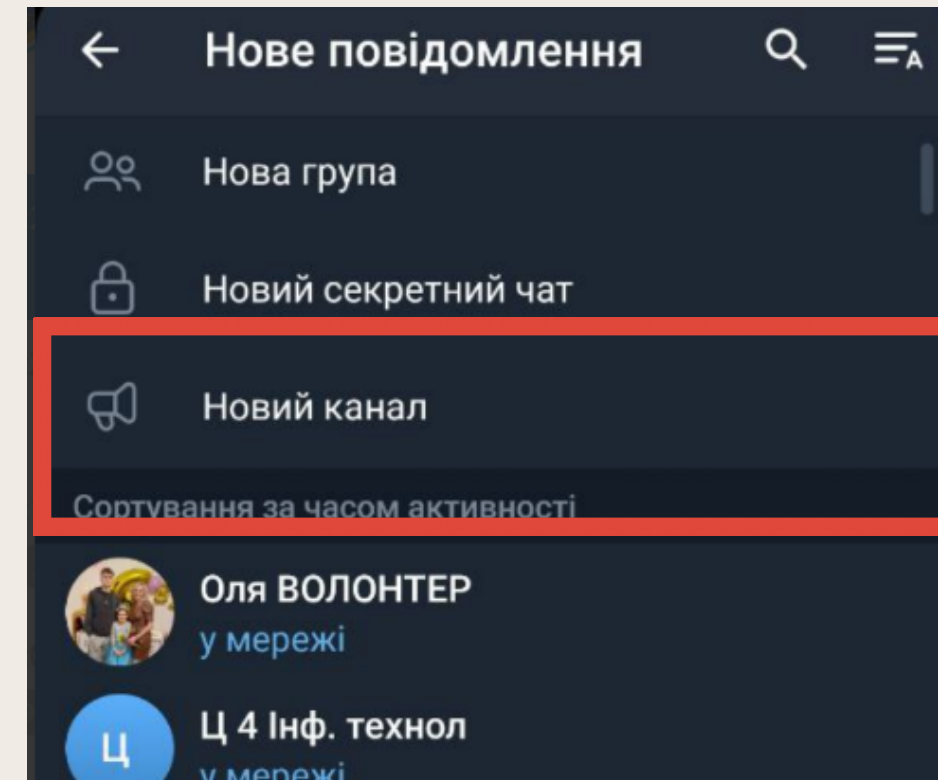 Нове повідомлення
Нова група
Новий секретний чат
Новий канал
Сортування за часом активності
Оля ВОЛОНТЕР
у мережі
Ц 4 Інф. технол
у мережі